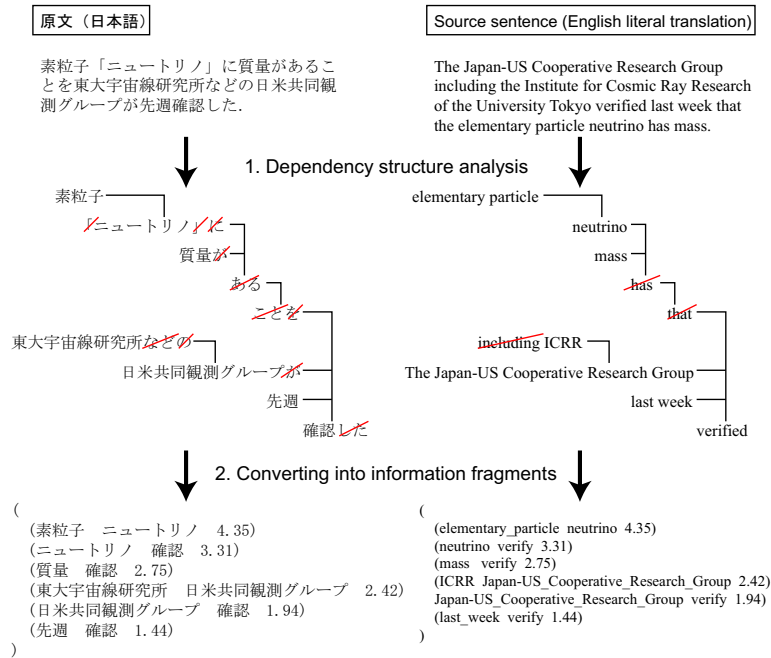 原文（日本語）
素粒子「ニュートリノ」に質量があるこ
とを東大宇宙線研究所などの日米共同観
測グループが先週確認した.
Source sentence (English literal translation)
The Japan-US Cooperative Research Group
including the Institute for Cosmic Ray Research
of the University Tokyo verified last week that
the elementary particle neutrino has mass.
1. Dependency structure analysis
素粒子
「ニュートリノ」に
質量が
ある
ことを
東大宇宙線研究所などの
日米共同観測グループが
先週
確認した
elementary particle
neutrino
mass
has
that
including ICRR
The Japan-US Cooperative Research Group
last week
verified
2. Converting into information fragments
(
(素粒子 ニュートリノ 4.35)
(ニュートリノ 確認 3.31)
(質量 確認 2.75)
(東大宇宙線研究所 日米共同観測グループ 2.42)
(日米共同観測グループ 確認 1.94)
(先週 確認 1.44)
)
(
(elementary_particle neutrino 4.35)
(neutrino verify 3.31)
(mass verify 2.75)
(ICRR Japan-US_Cooperative_Research_Group 2.42)
Japan-US_Cooperative_Research_Group verify 1.94)
(last_week verify 1.44)
)